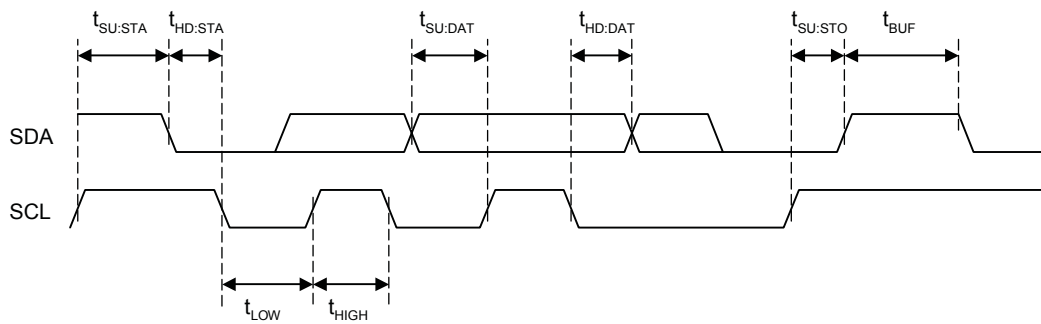 tSU:STA tHD:STA tSU:DAT tHD:DAT tSU:STO tBUF
SDA
SCL
tLOW tHIGH